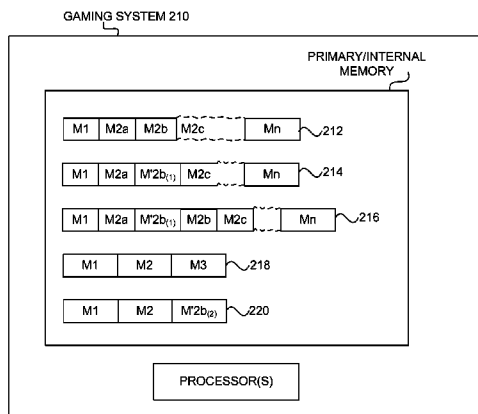 GAMING SYSTEM 210
PRIMARY/INTERNAL
MEMORY
M1 M2a M2b M2c Mn 212
M1 M2a M'2b(1) M2c Mn 214
M1 M2a M'2b(1) M2b M2c Mn 216
M1 M2 M3 218
M1 M2 M'2b(2) 220
PROCESSOR(S)